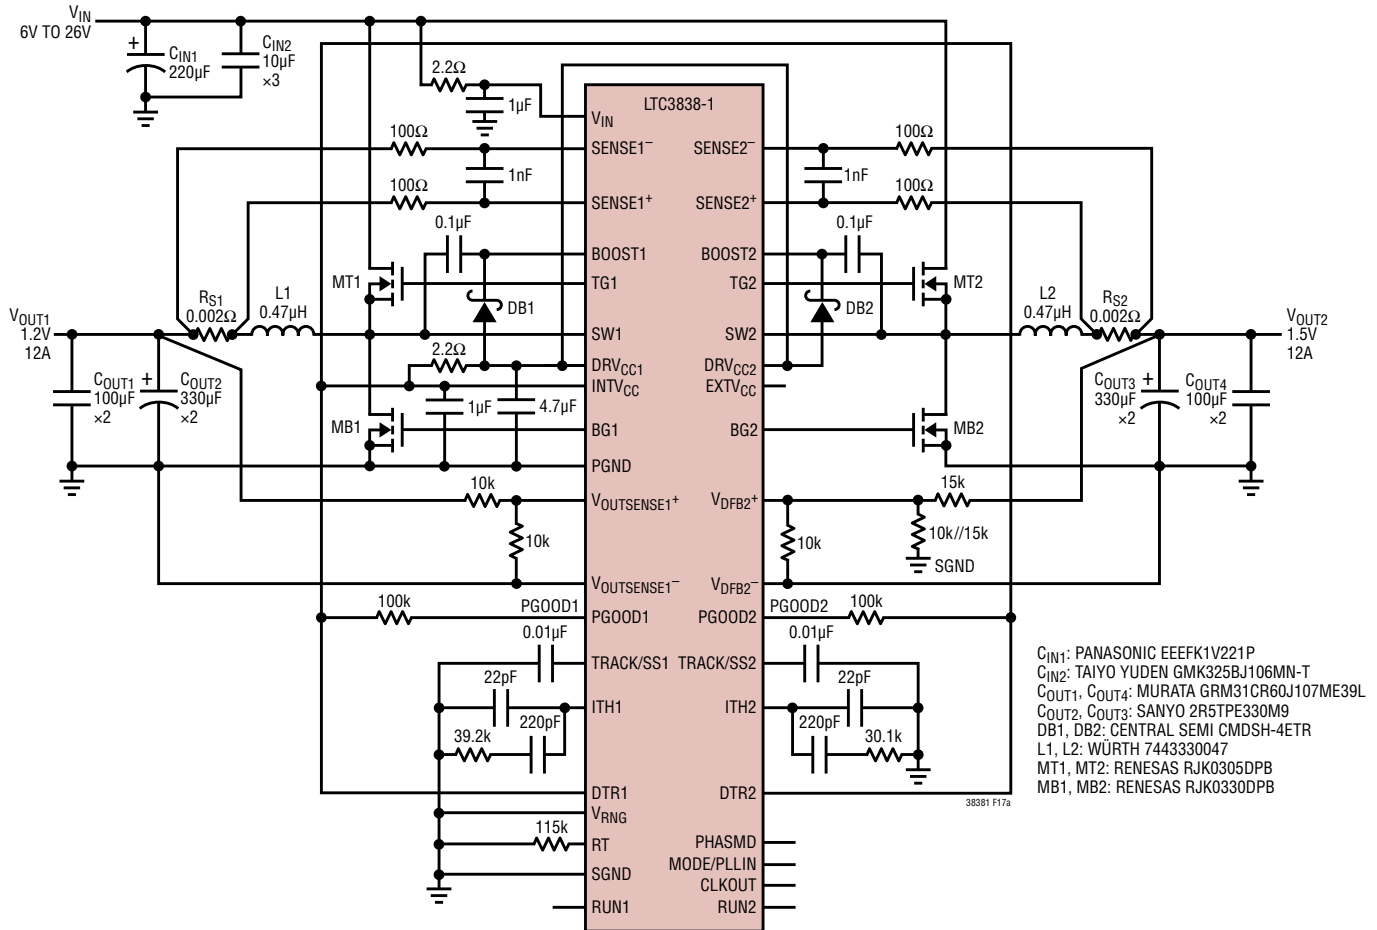 VIN
6V TO 26V
+
CIN1
220µF
CIN2
10µF
×3
2.2Ω
1µF
LTC3838-1
VIN
100Ω
SENSE1–
SENSE2–
100Ω
1nF
1nF
100Ω
SENSE1+
SENSE2+
100Ω
0.1µF
BOOST1
BOOST2
0.1µF
MT1
TG1
TG2
MT2
DB1
DB2
VOUT1
1.2V
12A
RS1
0.002Ω
L1
0.47µH
SW1
SW2
L2
0.47µH
RS2
0.002Ω
VOUT2
1.5V
12A
2.2Ω
DRVCC1
DRVCC2
INTVCC
EXTVCC
COUT1
100µF
×2
+
COUT2
330µF
×2
1µF
4.7µF
COUT3
+
330µF
×2
COUT4
100µF
×2
MB1
BG1
BG2
MB2
PGND
10k
VOUTSENSE1+
VDFB2+
15k
10k
10k
10k//15k
SGND
VOUTSENSE1–
VDFB2–
100k
PGOOD1
PGOOD1
PGOOD2
PGOOD2
100k
0.01µF
TRACK/SS1
TRACK/SS2
0.01µF
22pF
ITH1
ITH2
22pF
220pF
39.2k
220pF
30.1k
DTR1
DTR2
38381 F17a
VRNG
115k
RT
PHASMD
MODE/PLLIN
SGND
CLKOUT
RUN1
RUN2
CIN1: PANASONIC EEEFK1V221P
CIN2: TAIYO YUDEN GMK325BJ106MN-T
COUT1, COUT4: MURATA GRM31CR60J107ME39L
COUT2, COUT3: SANYO 2R5TPE330M9
DB1, DB2: CENTRAL SEMI CMDSH-4ETR
L1, L2: WÜRTH 7443330047
MT1, MT2: RENESAS RJK0305DPB
MB1, MB2: RENESAS RJK0330DPB